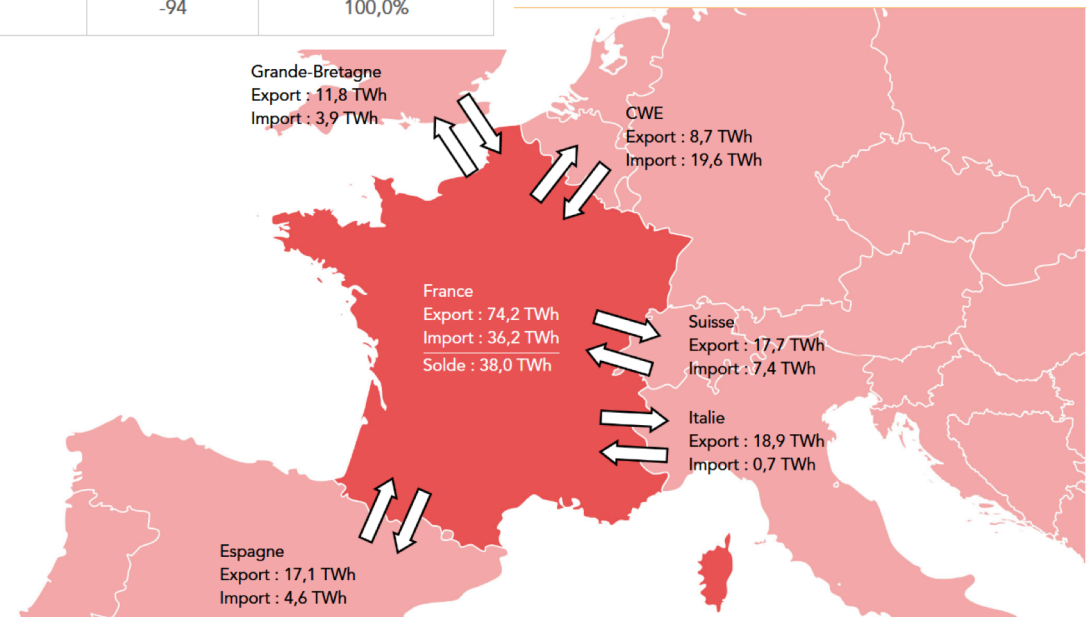 -94 100,0%
Grande-Bretagne
Export : 11,8 TWh
Import : 3,9 TWh
CWE
Export : 8,7 TWh
Import : 19,6 TWh
France
Export : 74,2 TWh
Import : 36,2 TWh
Solde : 38,0 TWh
Suisse
Export : 17,7 TWh
Import : 7,4 TWh
Italie
Export : 18,9 TWh
Import : 0,7 TWh
Espagne
Export : 17,1 TWh
Import : 4,6 TWh